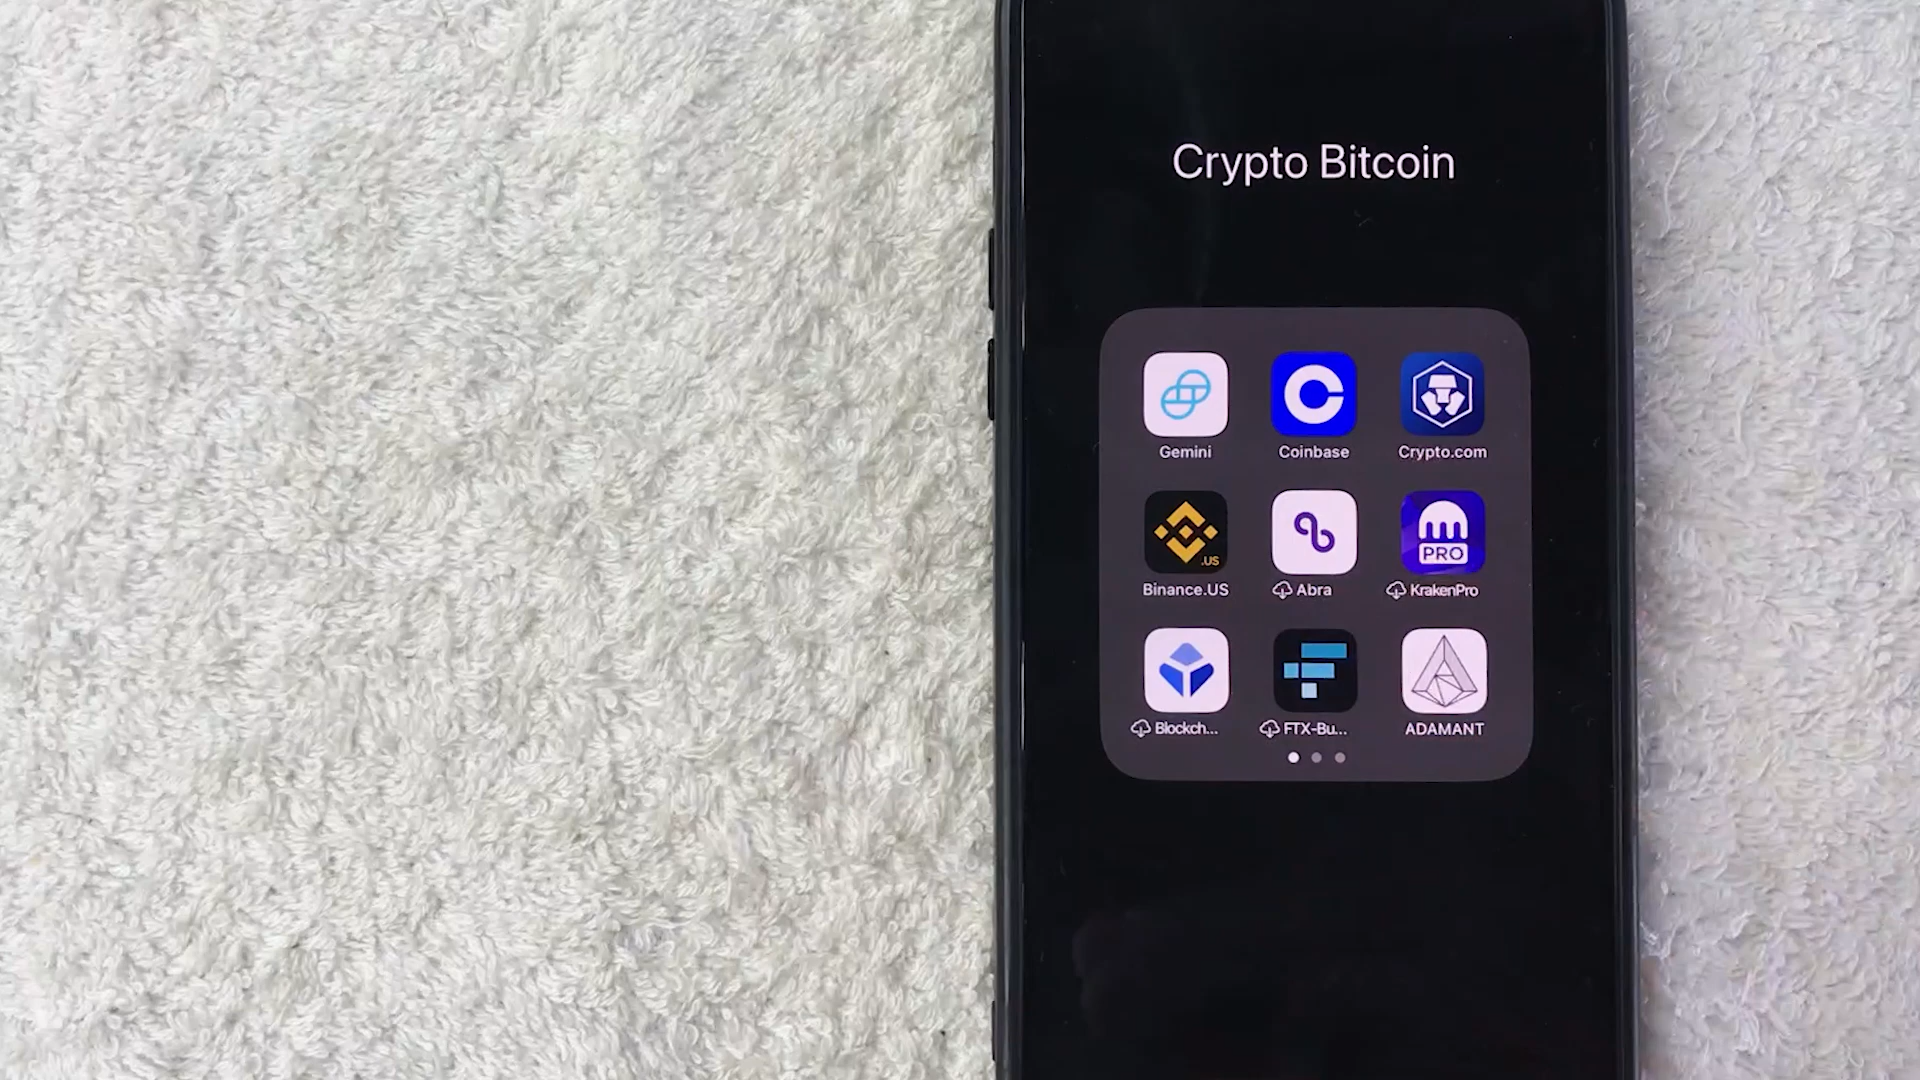 Crypto Bitcoin
Gemini
Coinbase
Crypto.com
.US
PRO
Binance.US
Abra
KrakenPro
Blockch...
FTX-Bu...
ADAMANT